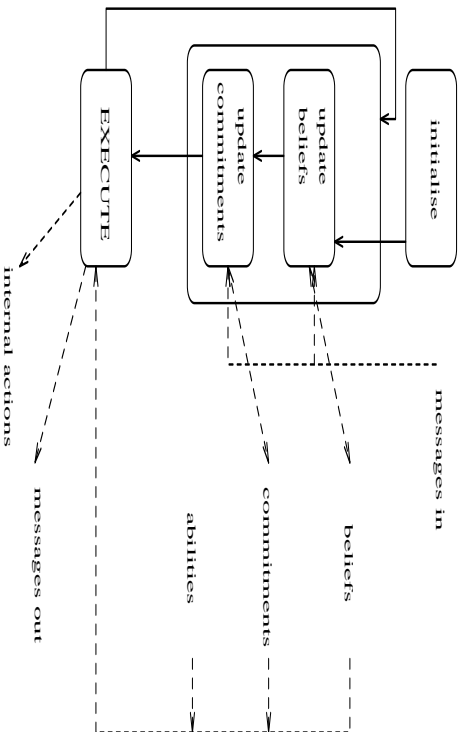 initialise
update
beliefs
update
commitments
EXECUTE
messages in
beliefs
commitments
abilities
messages out
internal actions